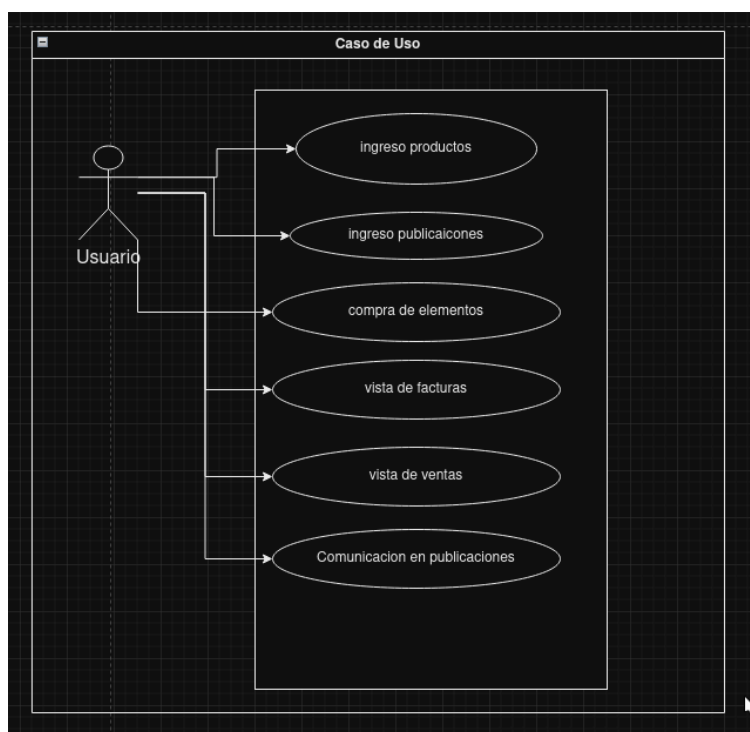 Caso de Uso
ingreso productos
ingreso publicaicones
Usuario
compra de elementos
vista de facturas
vista de ventas
Comunicacion en publicaciones